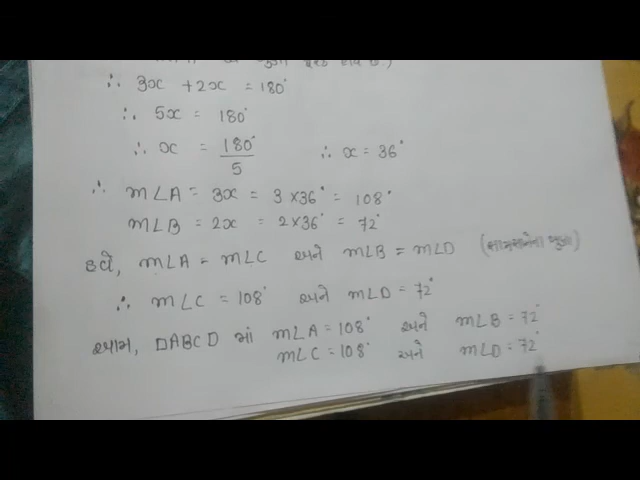 ∴ 3x + 2x = 180°
∴ 5x = 180°
∴ x = 180°/5 ∴ x = 36°
∴ m∠A = 3x = 3×36° = 108°
m∠B = 2x = 2×36° = 72°
હવે, m∠A = m∠C અને m∠B = m∠D (સામસામેના ખૂણા)
∴ m∠C = 108° અને m∠D = 72°
આમ, □ABCD માં m∠A = 108° અને m∠B = 72°
m∠C = 108° અને m∠D = 72°